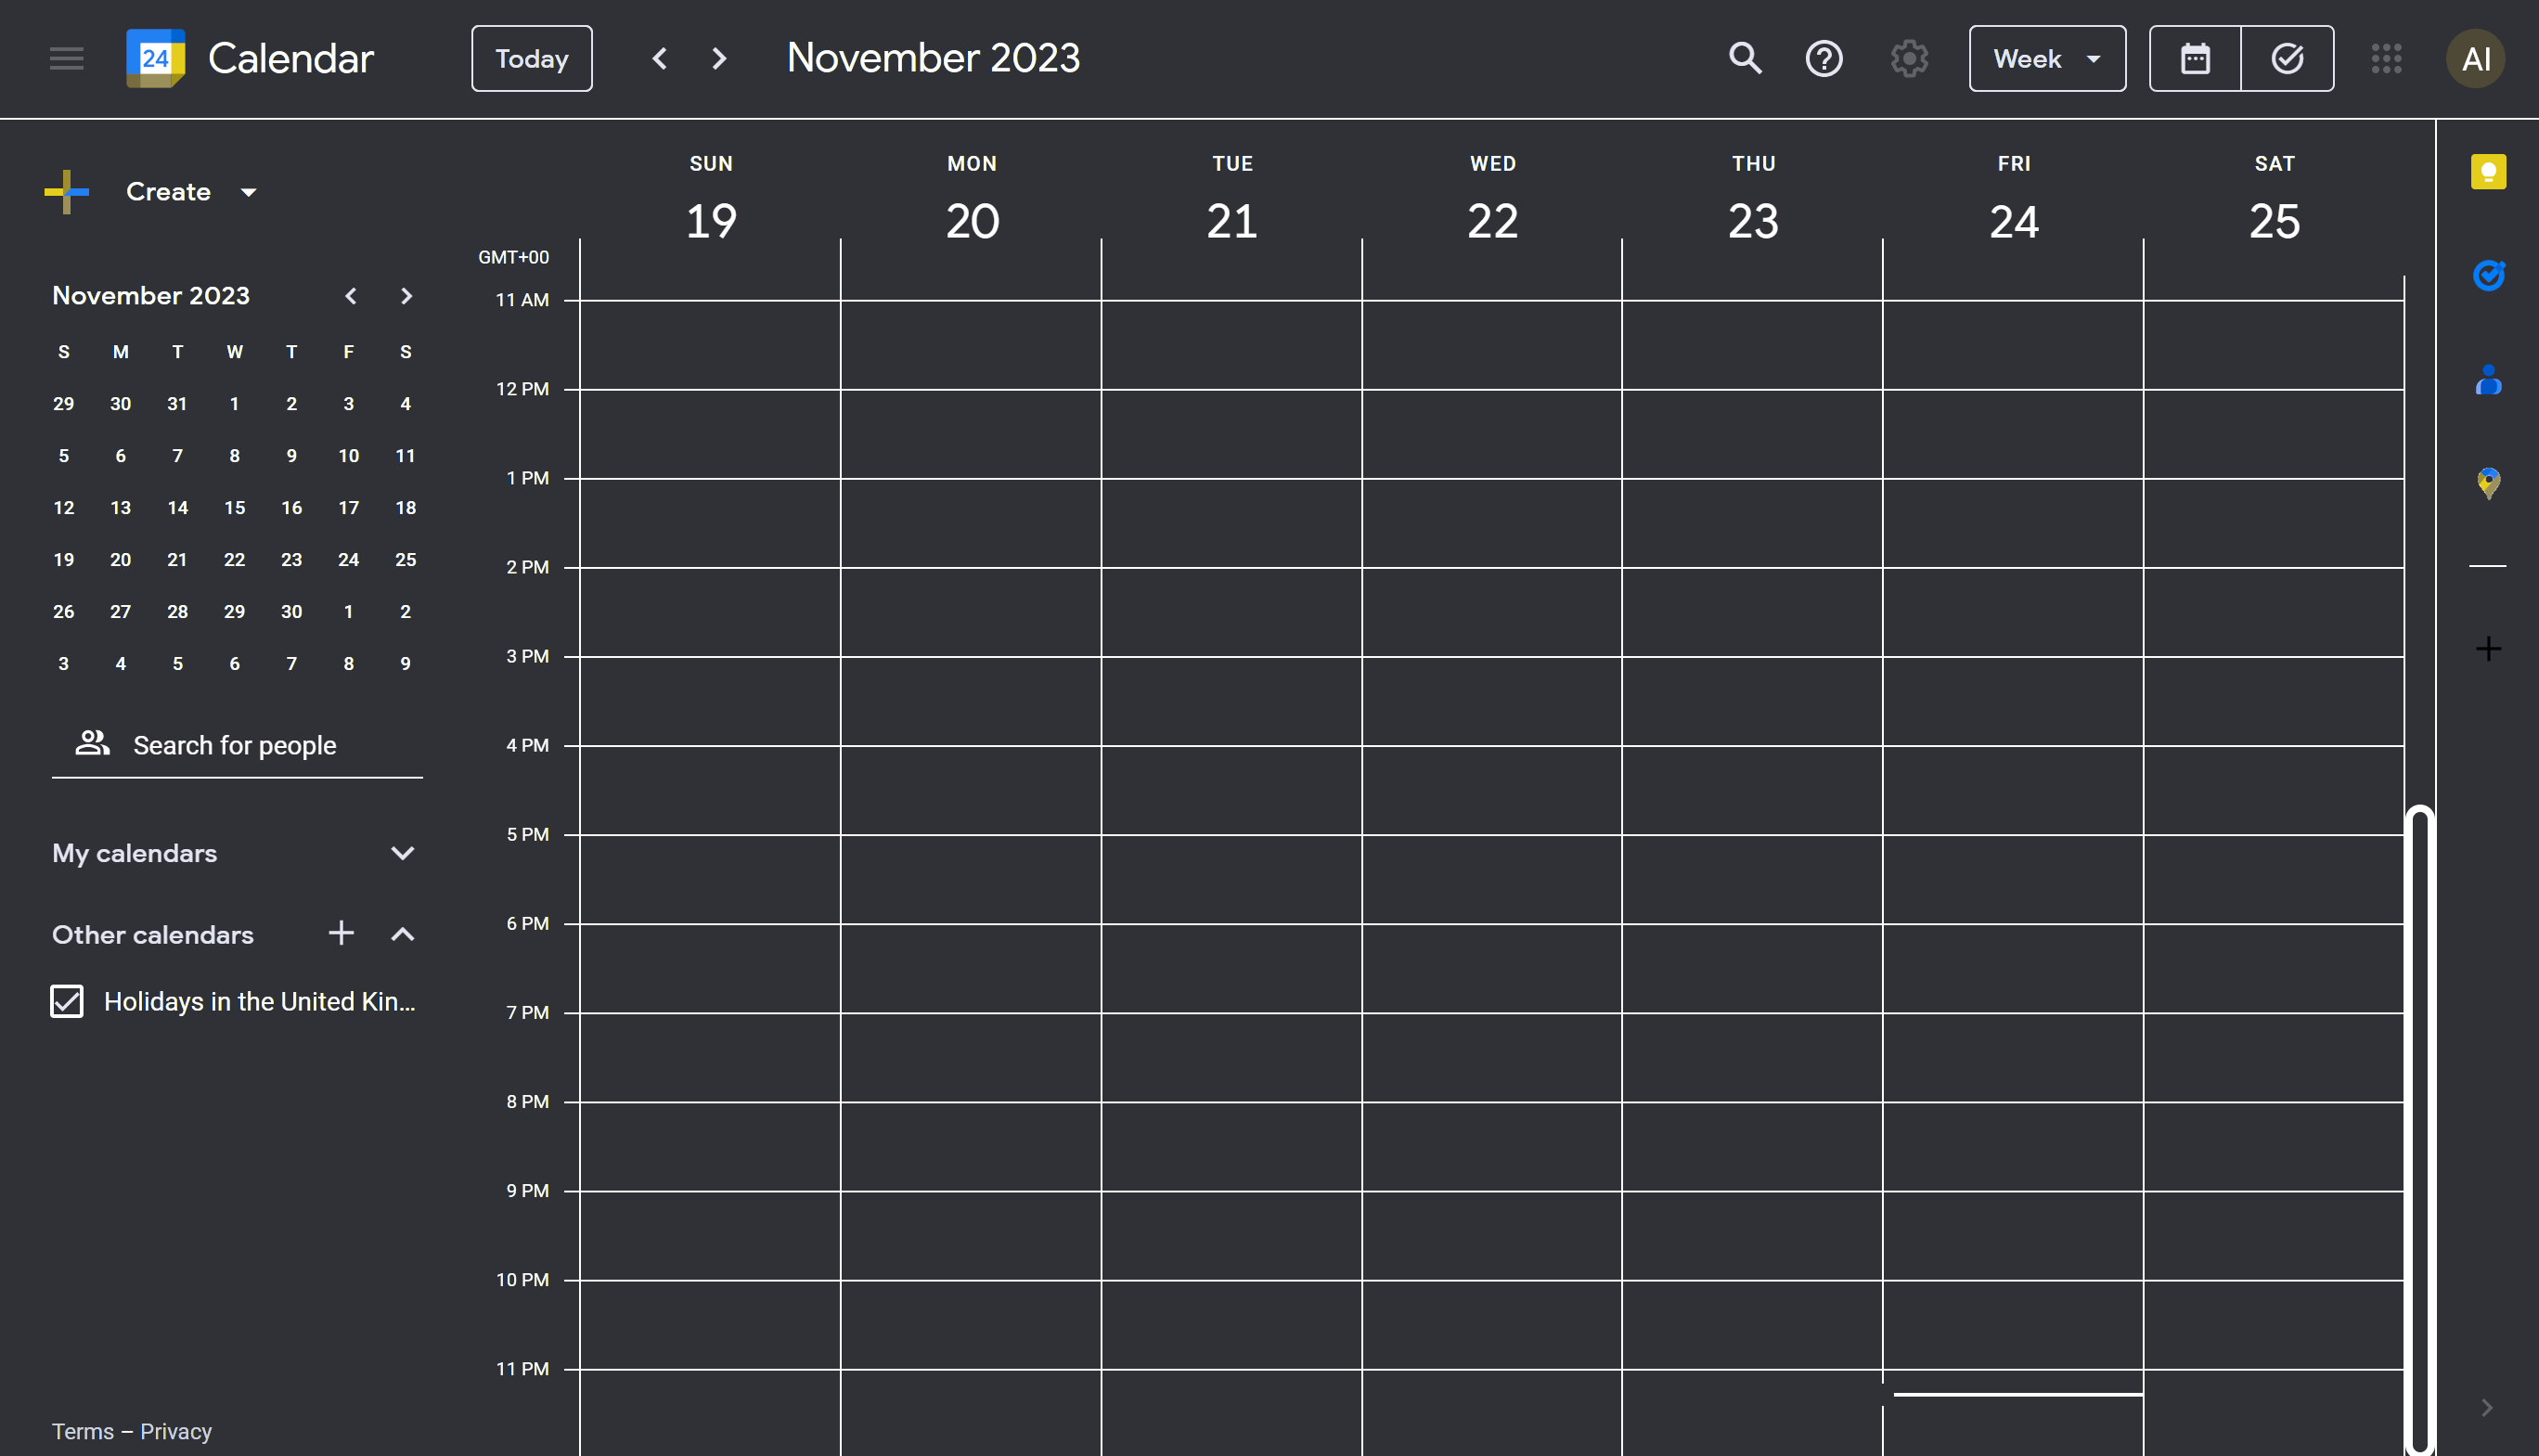 24 Calendar Today November 2023 Week AI
Create
November 2023
S M T W T F S
29 30 31 1 2 3 4
5 6 7 8 9 10 11
12 13 14 15 16 17 18
19 20 21 22 23 24 25
26 27 28 29 30 1 2
3 4 5 6 7 8 9
Search for people
My calendars
Other calendars
Holidays in the United Kin...
Terms – Privacy
SUN MON TUE WED THU FRI SAT
19 20 21 22 23 24 25
GMT+00
11 AM
12 PM
1 PM
2 PM
3 PM
4 PM
5 PM
6 PM
7 PM
8 PM
9 PM
10 PM
11 PM